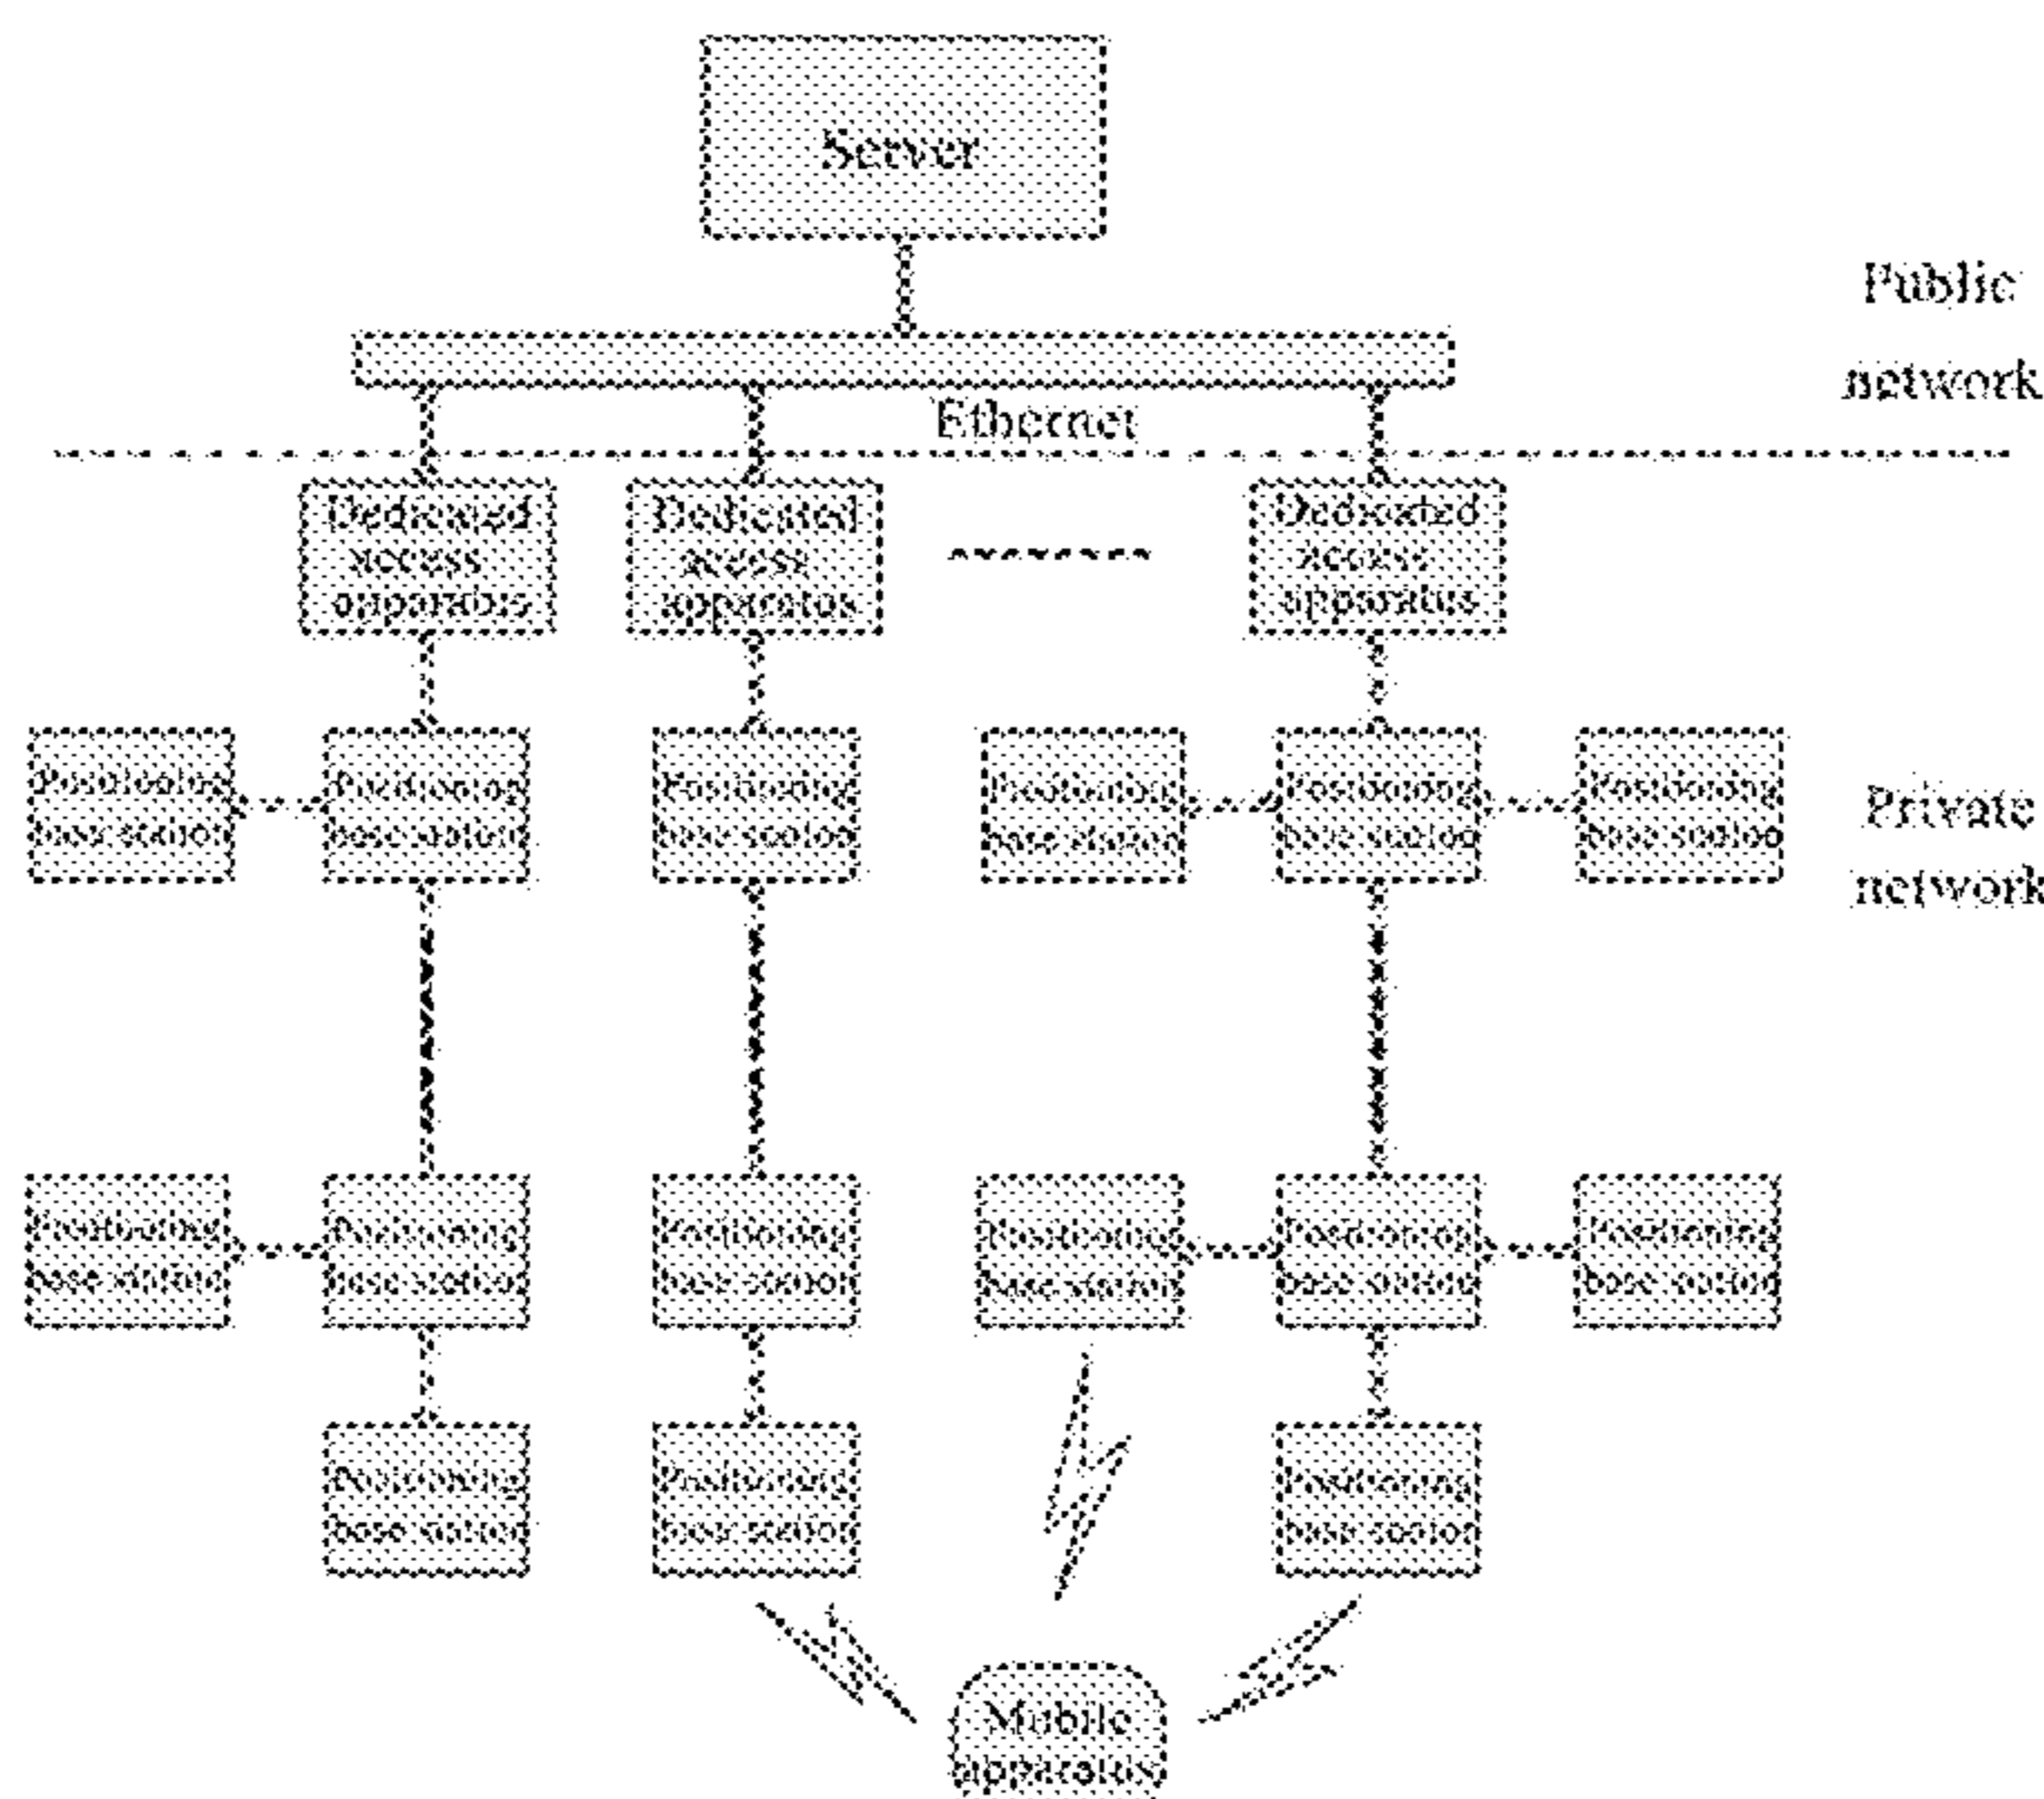 Server
Public
network
Ethernet
Dedicated
access
apparatus
Dedicated
access
apparatus
Dedicated
access
apparatus
Positioning
base station
Positioning
base station
Positioning
base station
Positioning
base station
Positioning
base station
Positioning
base station
Private
network
Positioning
base station
Positioning
base station
Positioning
base station
Positioning
base station
Positioning
base station
Positioning
base station
Positioning
base station
Positioning
base station
Positioning
base station
Mobile
apparatus